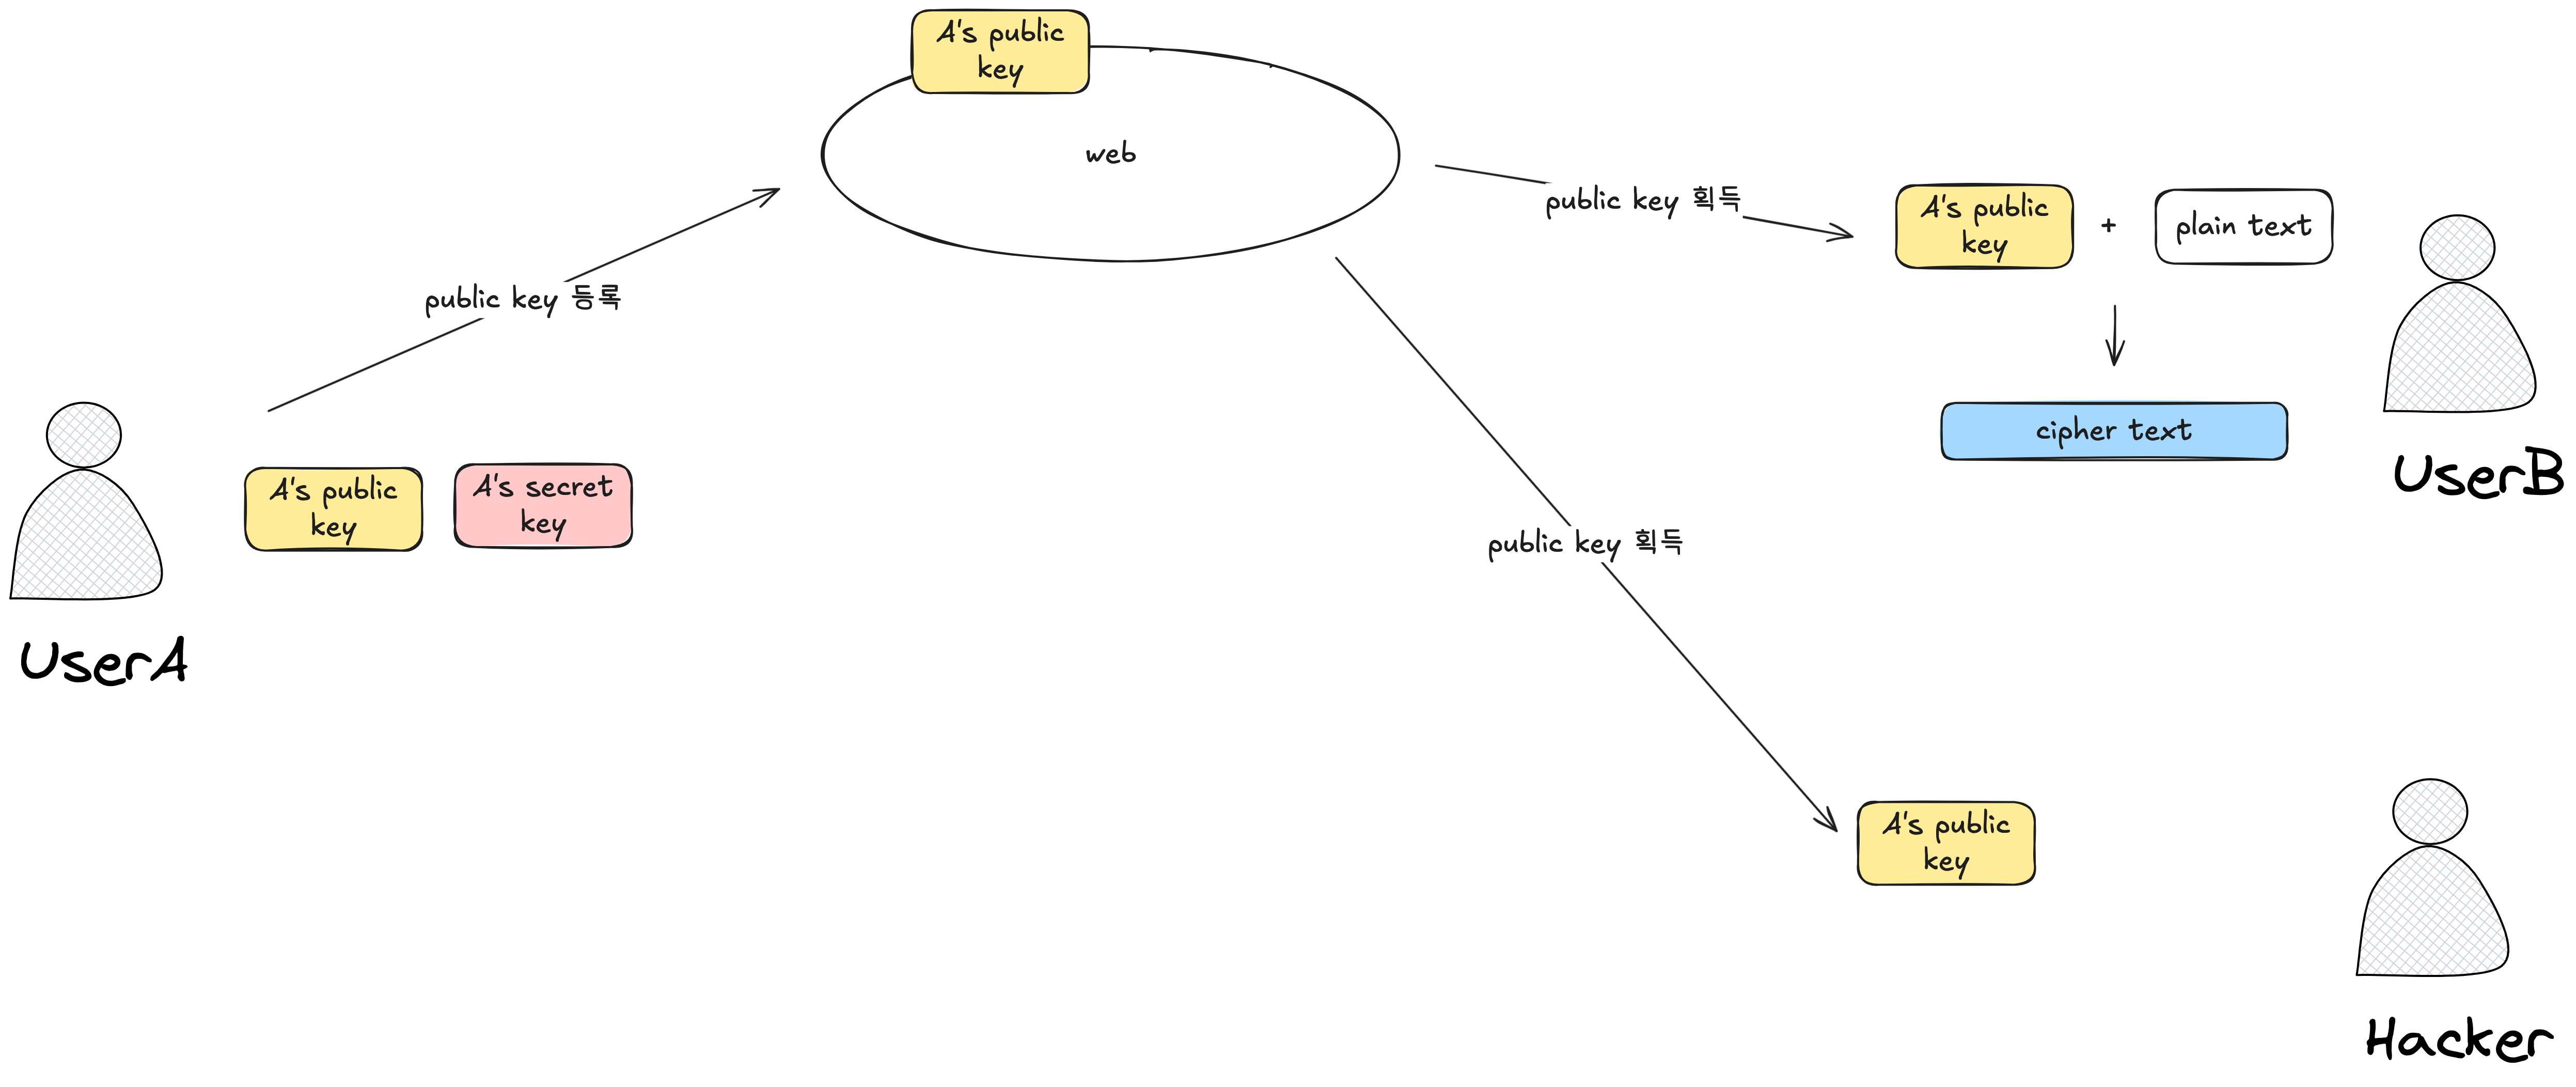 A's public
key
web
public key 획득
A's public
key
+
plain text
public key 등록
cipher text
UserB
A's public
key
A's secret
key
public key 획득
UserA
A's public
key
Hacker